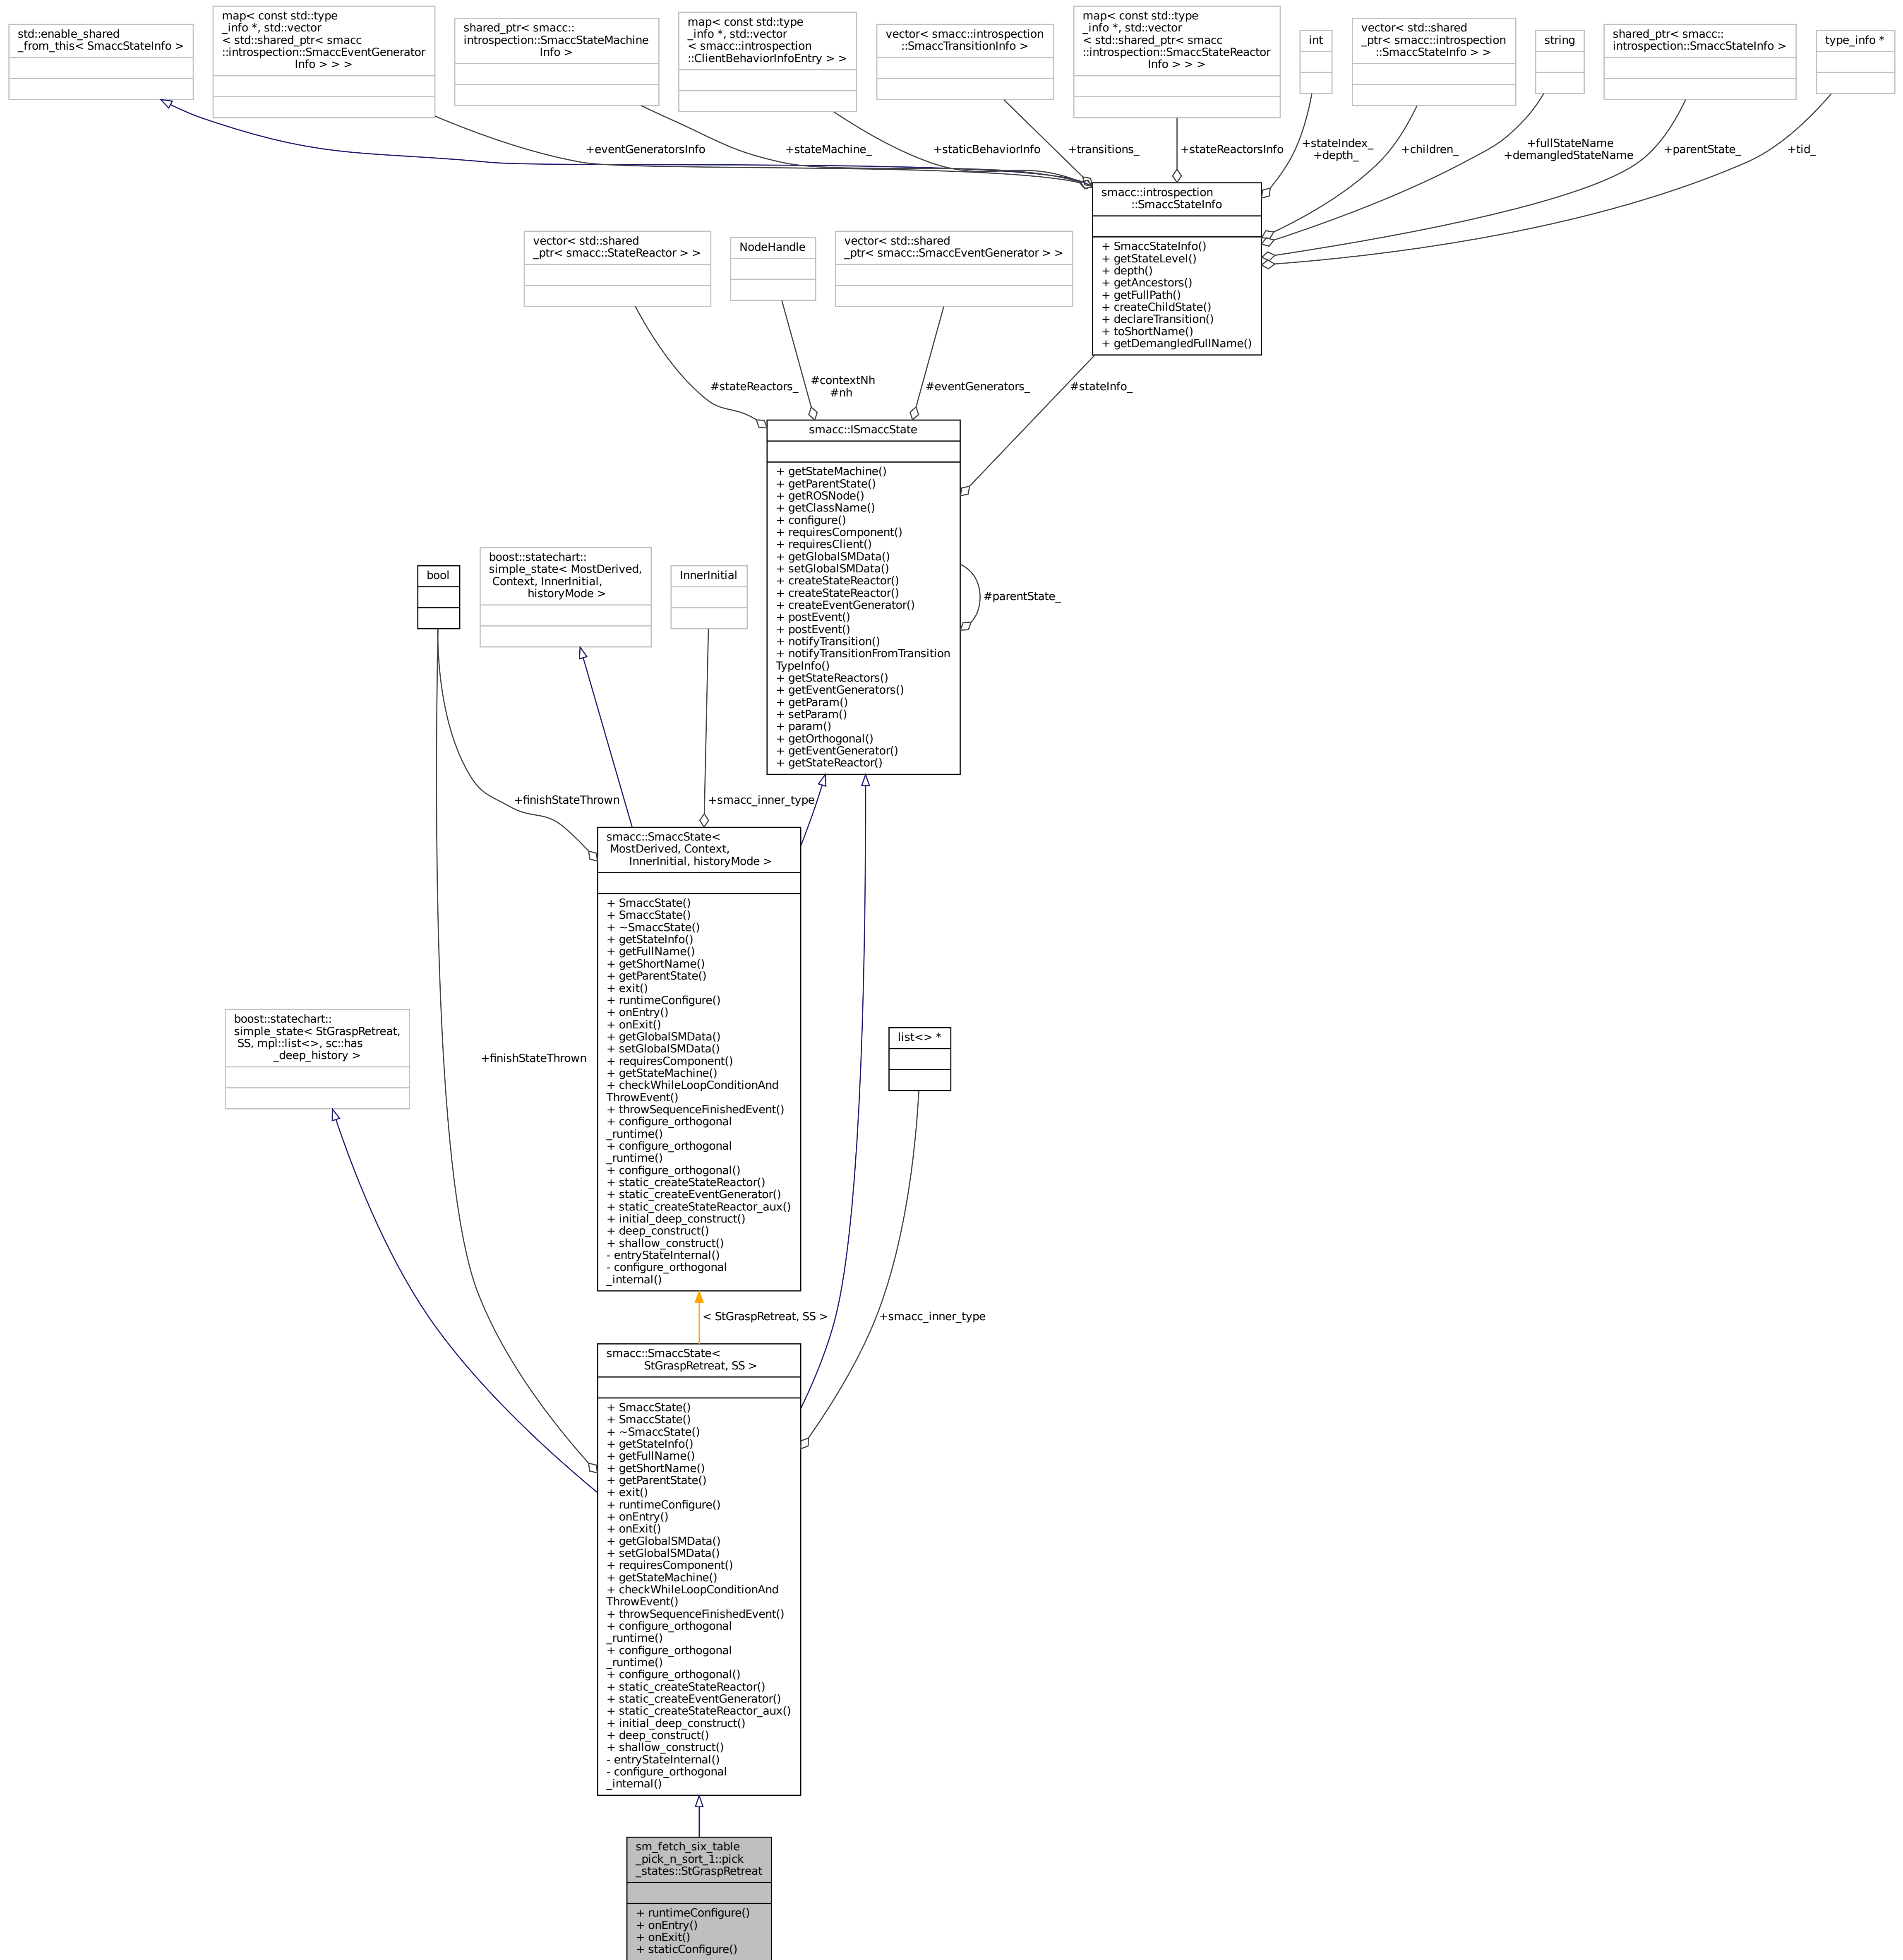 std::enable_shared
_from_this< SmaccStateInfo >
map< const std::type
_info *, std::vector
< std::shared_ptr< smacc
::introspection::SmaccEventGenerator
Info > > >
shared_ptr< smacc::
introspection::SmaccStateMachine
Info >
map< const std::type
_info *, std::vector
< smacc::introspection
::ClientBehaviorInfoEntry > >
vector< smacc::introspection
::SmaccTransitionInfo >
map< const std::type
_info *, std::vector
< std::shared_ptr< smacc
::introspection::SmaccStateReactor
Info > > >
int
vector< std::shared
_ptr< smacc::introspection
::SmaccStateInfo > >
string
shared_ptr< smacc::
introspection::SmaccStateInfo >
type_info *
+eventGeneratorsInfo
+stateMachine_
+staticBehaviorInfo
+transitions_
+stateReactorsInfo
+stateIndex_
+depth_
+children_
+fullStateName
+demangledStateName
+parentState_
+tid_
smacc::introspection
::SmaccStateInfo
+ SmaccStateInfo()
+ getStateLevel()
+ depth()
+ getAncestors()
+ getFullPath()
+ createChildState()
+ declareTransition()
+ toShortName()
+ getDemangledFullName()
vector< std::shared
_ptr< smacc::StateReactor > >
NodeHandle
vector< std::shared
_ptr< smacc::SmaccEventGenerator > >
#stateReactors_
#contextNh
#nh
#eventGenerators_
#stateInfo_
smacc::ISmaccState
+ getStateMachine()
+ getParentState()
+ getROSNode()
+ getClassName()
+ configure()
+ requiresComponent()
+ requiresClient()
+ getGlobalSMData()
+ setGlobalSMData()
+ createStateReactor()
+ createStateReactor()
+ createEventGenerator()
+ postEvent()
+ postEvent()
+ notifyTransition()
+ notifyTransitionFromTransition
TypeInfo()
+ getStateReactors()
+ getEventGenerators()
+ getParam()
+ setParam()
+ param()
+ getOrthogonal()
+ getEventGenerator()
+ getStateReactor()
#parentState_
bool
boost::statechart::
simple_state< MostDerived,
Context, InnerInitial,
historyMode >
InnerInitial
+finishStateThrown
+smacc_inner_type
smacc::SmaccState<
MostDerived, Context,
InnerInitial, historyMode >
+ SmaccState()
+ SmaccState()
+ ~SmaccState()
+ getStateInfo()
+ getFullName()
+ getShortName()
+ getParentState()
+ exit()
+ runtimeConfigure()
+ onEntry()
+ onExit()
+ getGlobalSMData()
+ setGlobalSMData()
+ requiresComponent()
+ getStateMachine()
+ checkWhileLoopConditionAnd
ThrowEvent()
+ throwSequenceFinishedEvent()
+ configure_orthogonal
_runtime()
+ configure_orthogonal
_runtime()
+ configure_orthogonal()
+ static_createStateReactor()
+ static_createEventGenerator()
+ static_createStateReactor_aux()
+ initial_deep_construct()
+ deep_construct()
+ shallow_construct()
- entryStateInternal()
- configure_orthogonal
_internal()
boost::statechart::
simple_state< StGraspRetreat,
SS, mpl::list<>, sc::has
_deep_history >
+finishStateThrown
list<> *
< StGraspRetreat, SS >
+smacc_inner_type
smacc::SmaccState<
StGraspRetreat, SS >
+ SmaccState()
+ SmaccState()
+ ~SmaccState()
+ getStateInfo()
+ getFullName()
+ getShortName()
+ getParentState()
+ exit()
+ runtimeConfigure()
+ onEntry()
+ onExit()
+ getGlobalSMData()
+ setGlobalSMData()
+ requiresComponent()
+ getStateMachine()
+ checkWhileLoopConditionAnd
ThrowEvent()
+ throwSequenceFinishedEvent()
+ configure_orthogonal
_runtime()
+ configure_orthogonal
_runtime()
+ configure_orthogonal()
+ static_createStateReactor()
+ static_createEventGenerator()
+ static_createStateReactor_aux()
+ initial_deep_construct()
+ deep_construct()
+ shallow_construct()
- entryStateInternal()
- configure_orthogonal
_internal()
sm_fetch_six_table
_pick_n_sort_1::pick
_states::StGraspRetreat
+ runtimeConfigure()
+ onEntry()
+ onExit()
+ staticConfigure()